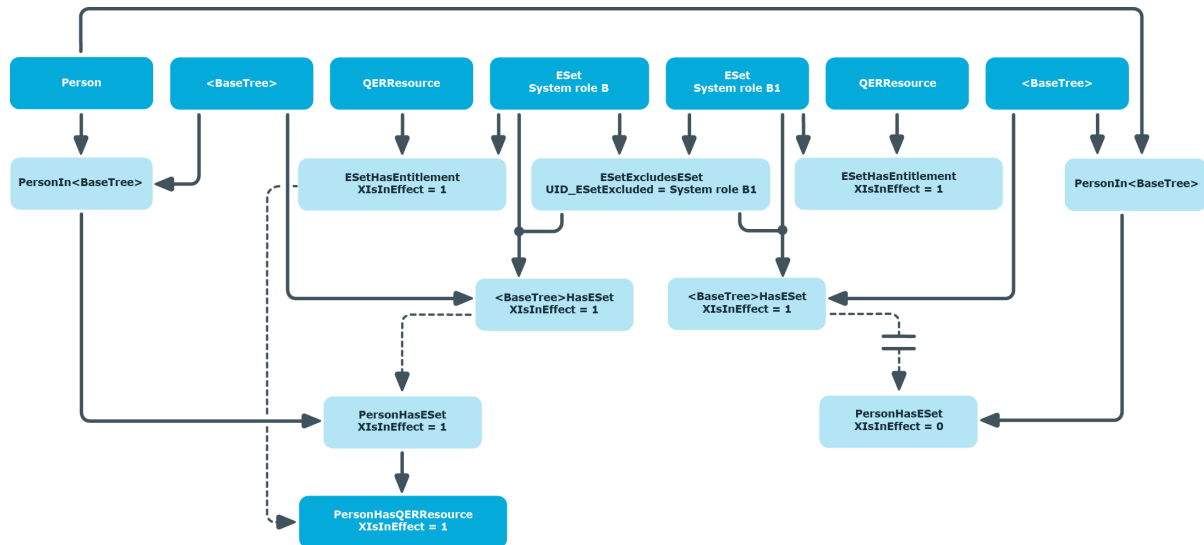 Person
<BaseTree>
QERResource
ESet
System role B
ESet
System role B1
QERResource
<BaseTree>
PersonIn<BaseTree>
ESetHasEntitlement
XIsInEffect = 1
ESetExcludesESet
UID_ESetExcluded = System role B1
ESetHasEntitlement
XIsInEffect = 1
PersonIn<BaseTree>
<BaseTree>HasESet
XIsInEffect = 1
<BaseTree>HasESet
XIsInEffect = 1
PersonHasESet
XIsInEffect = 1
PersonHasESet
XIsInEffect = 0
PersonHasQERResource
XIsInEffect = 1